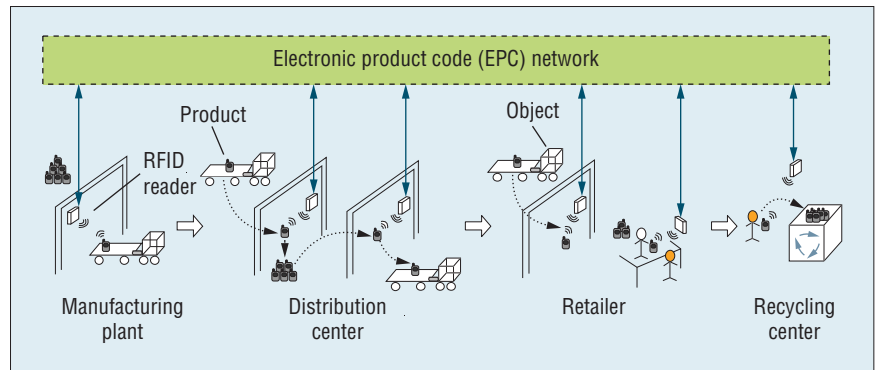 Electronic product code (EPC) network
Product
Object
RFID
reader
Manufacturing
plant
Distribution
center
Retailer
Recycling
center